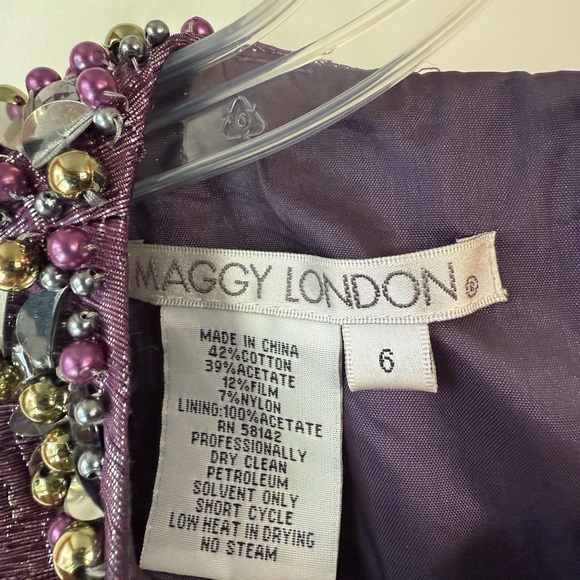 6
MAGGY LONDON ®
6
MADE IN CHINA
42%COTTON
39%ACETATE
12%FILM
7%NYLON
LINING:100%ACETATE
RN 58142
PROFESSIONALLY
DRY CLEAN
PETROLEUM
SOLVENT ONLY
SHORT CYCLE
LOW HEAT IN DRYING
NO STEAM